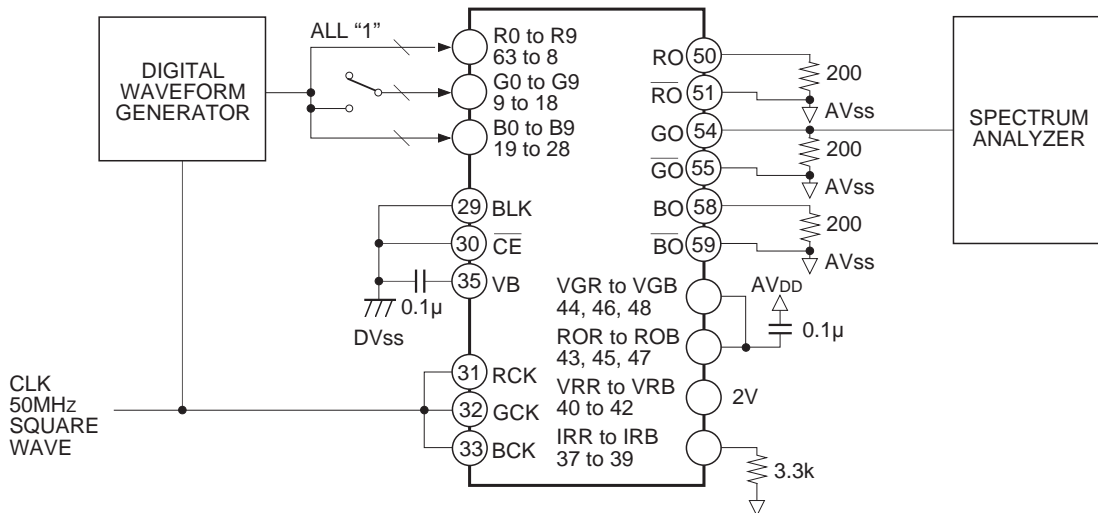 ALL “1”
DIGITAL
WAVEFORM
GENERATOR
R0 to R9
63 to 8
G0 to G9
9 to 18
B0 to B9
19 to 28
29 BLK
30 CE
35 VB
0.1μ
DVss
CLK
50MHZ
SQUARE
WAVE
31 RCK
32 GCK
33 BCK
RO 50
200
RO 51
AVss
GO 54
200
GO 55
AVss
BO 58
200
BO 59
AVss
SPECTRUM
ANALYZER
VGR to VGB
44, 46, 48
AVDD
0.1μ
ROR to ROB
43, 45, 47
VRR to VRB
40 to 42
2V
IRR to IRB
37 to 39
3.3k